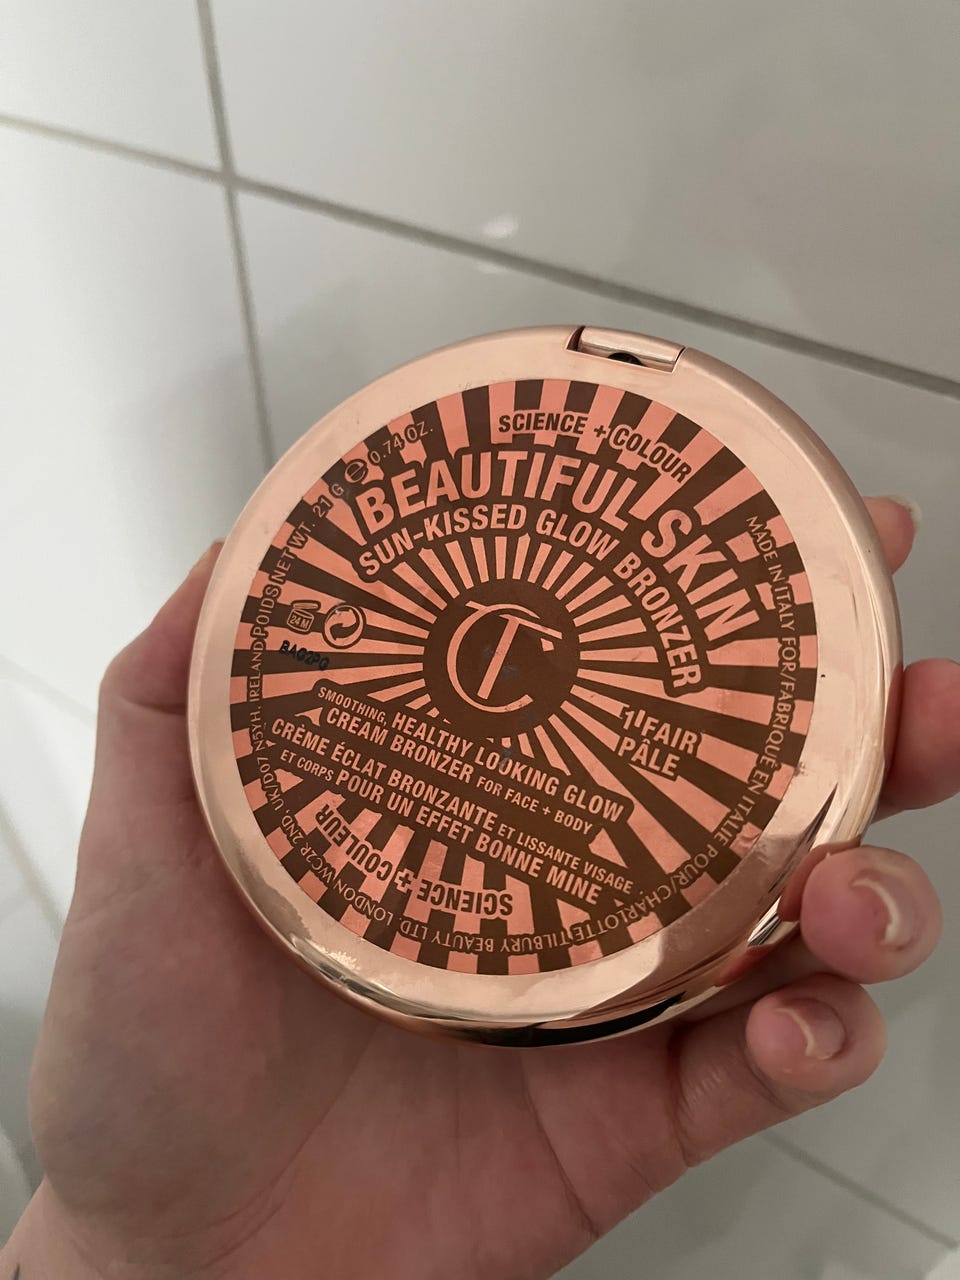 SCIENCE + COLOUR
BEAUTIFUL SKIN
SUN-KISSED GLOW BRONZER
CT
1 FAIR
PÂLE
SMOOTHING, HEALTHY LOOKING GLOW
CREAM BRONZER FOR FACE + BODY
CRÈME ÉCLAT BRONZANTE ET LISSANTE VISAGE
ET CORPS POUR UN EFFET BONNE MINE
SCIENCE + COULEUR
24 M
BA02PQ
MADE IN ITALY FOR/FABRIQUÉ EN ITALIE POUR/CHARLOTTE TILBURY BEAUTY LTD. LONDON WC2R 2ND - UK/D07 N5YH, IRELAND
POIDS NET WT. 21 G e 0.74 OZ.